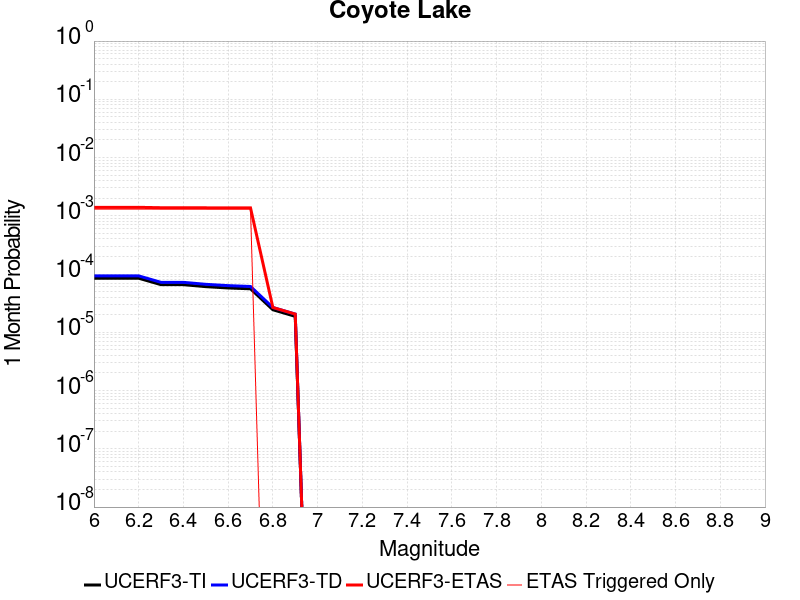 Coyote Lake
10^0
10^-1
10^-2
10^-3
10^-4
10^-5
10^-6
10^-7
10^-8
1 Month Probability
6 6.2 6.4 6.6 6.8 7 7.2 7.4 7.6 7.8 8 8.2 8.4 8.6 8.8 9
Magnitude
UCERF3-TI UCERF3-TD UCERF3-ETAS ETAS Triggered Only